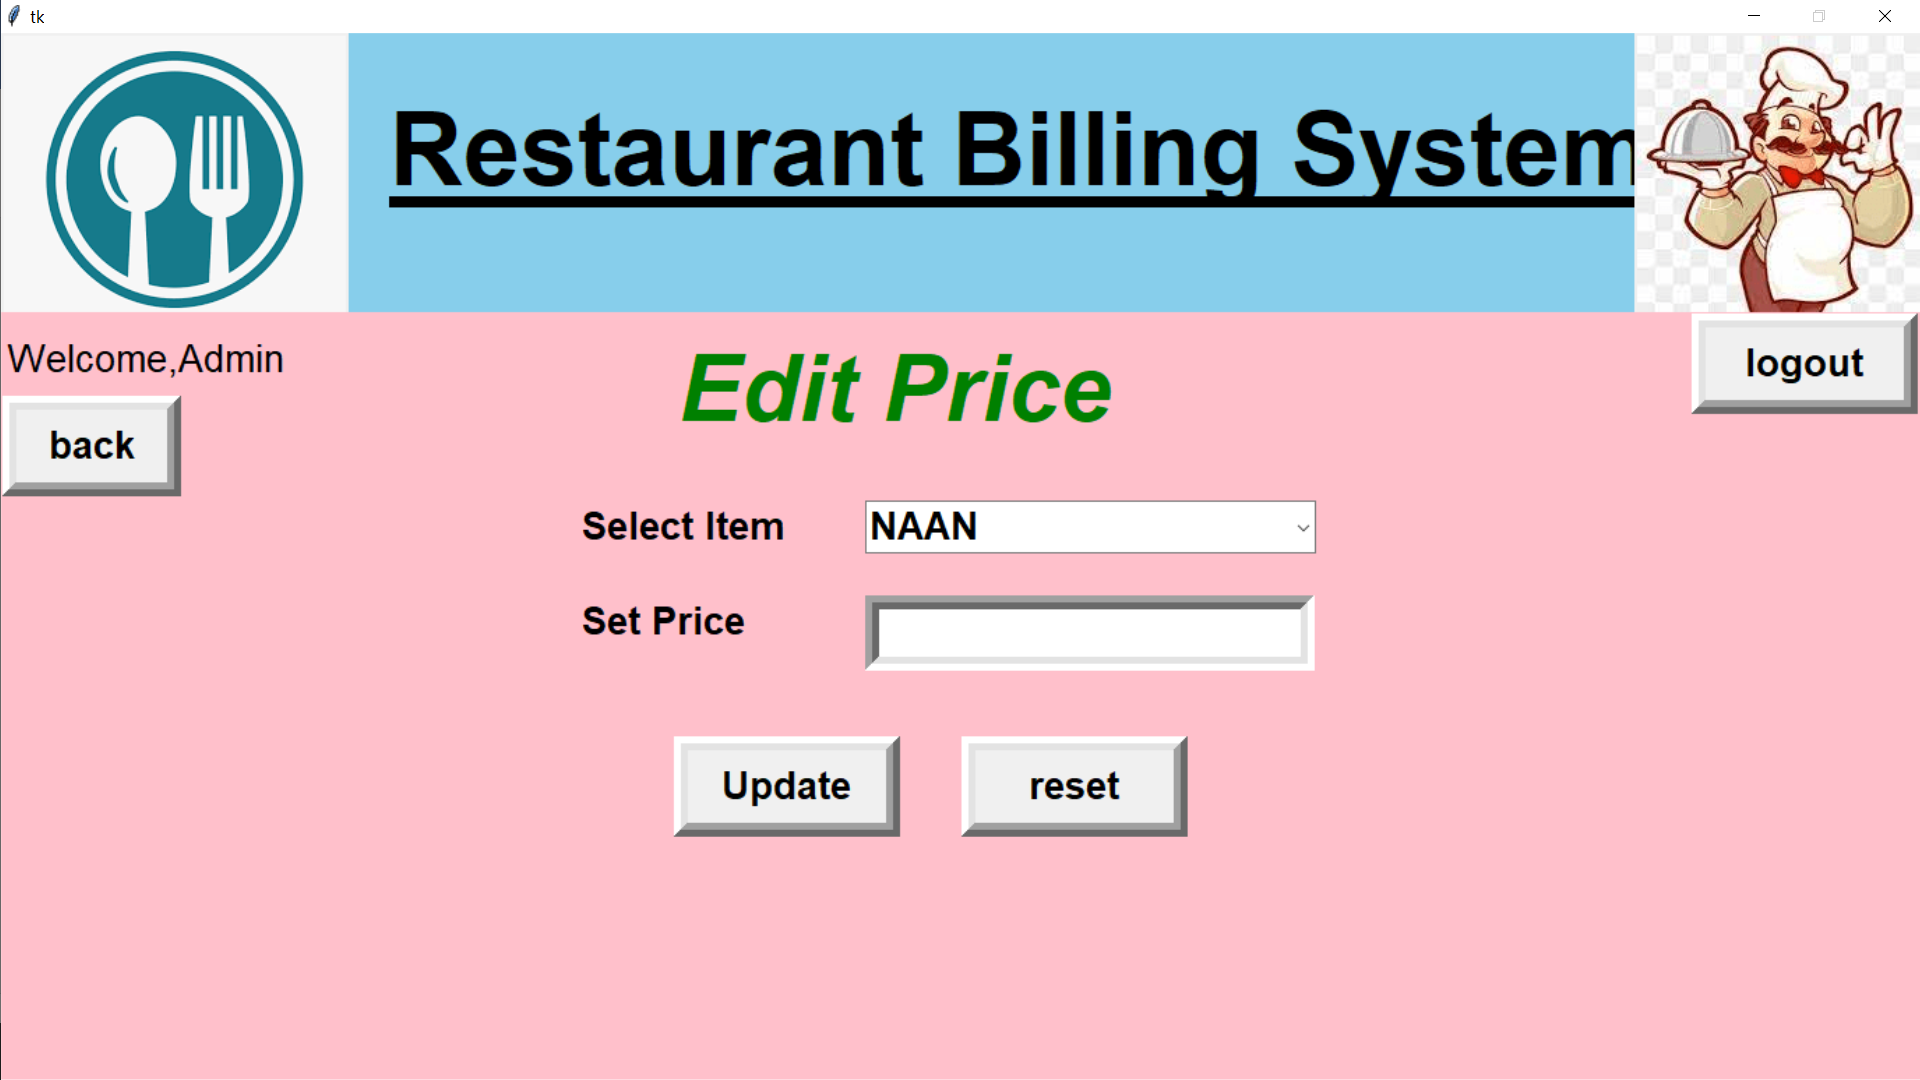 tk
Restaurant Billing System
Welcome,Admin
Edit Price
logout
back
Select Item
NAAN
Set Price
Update
reset